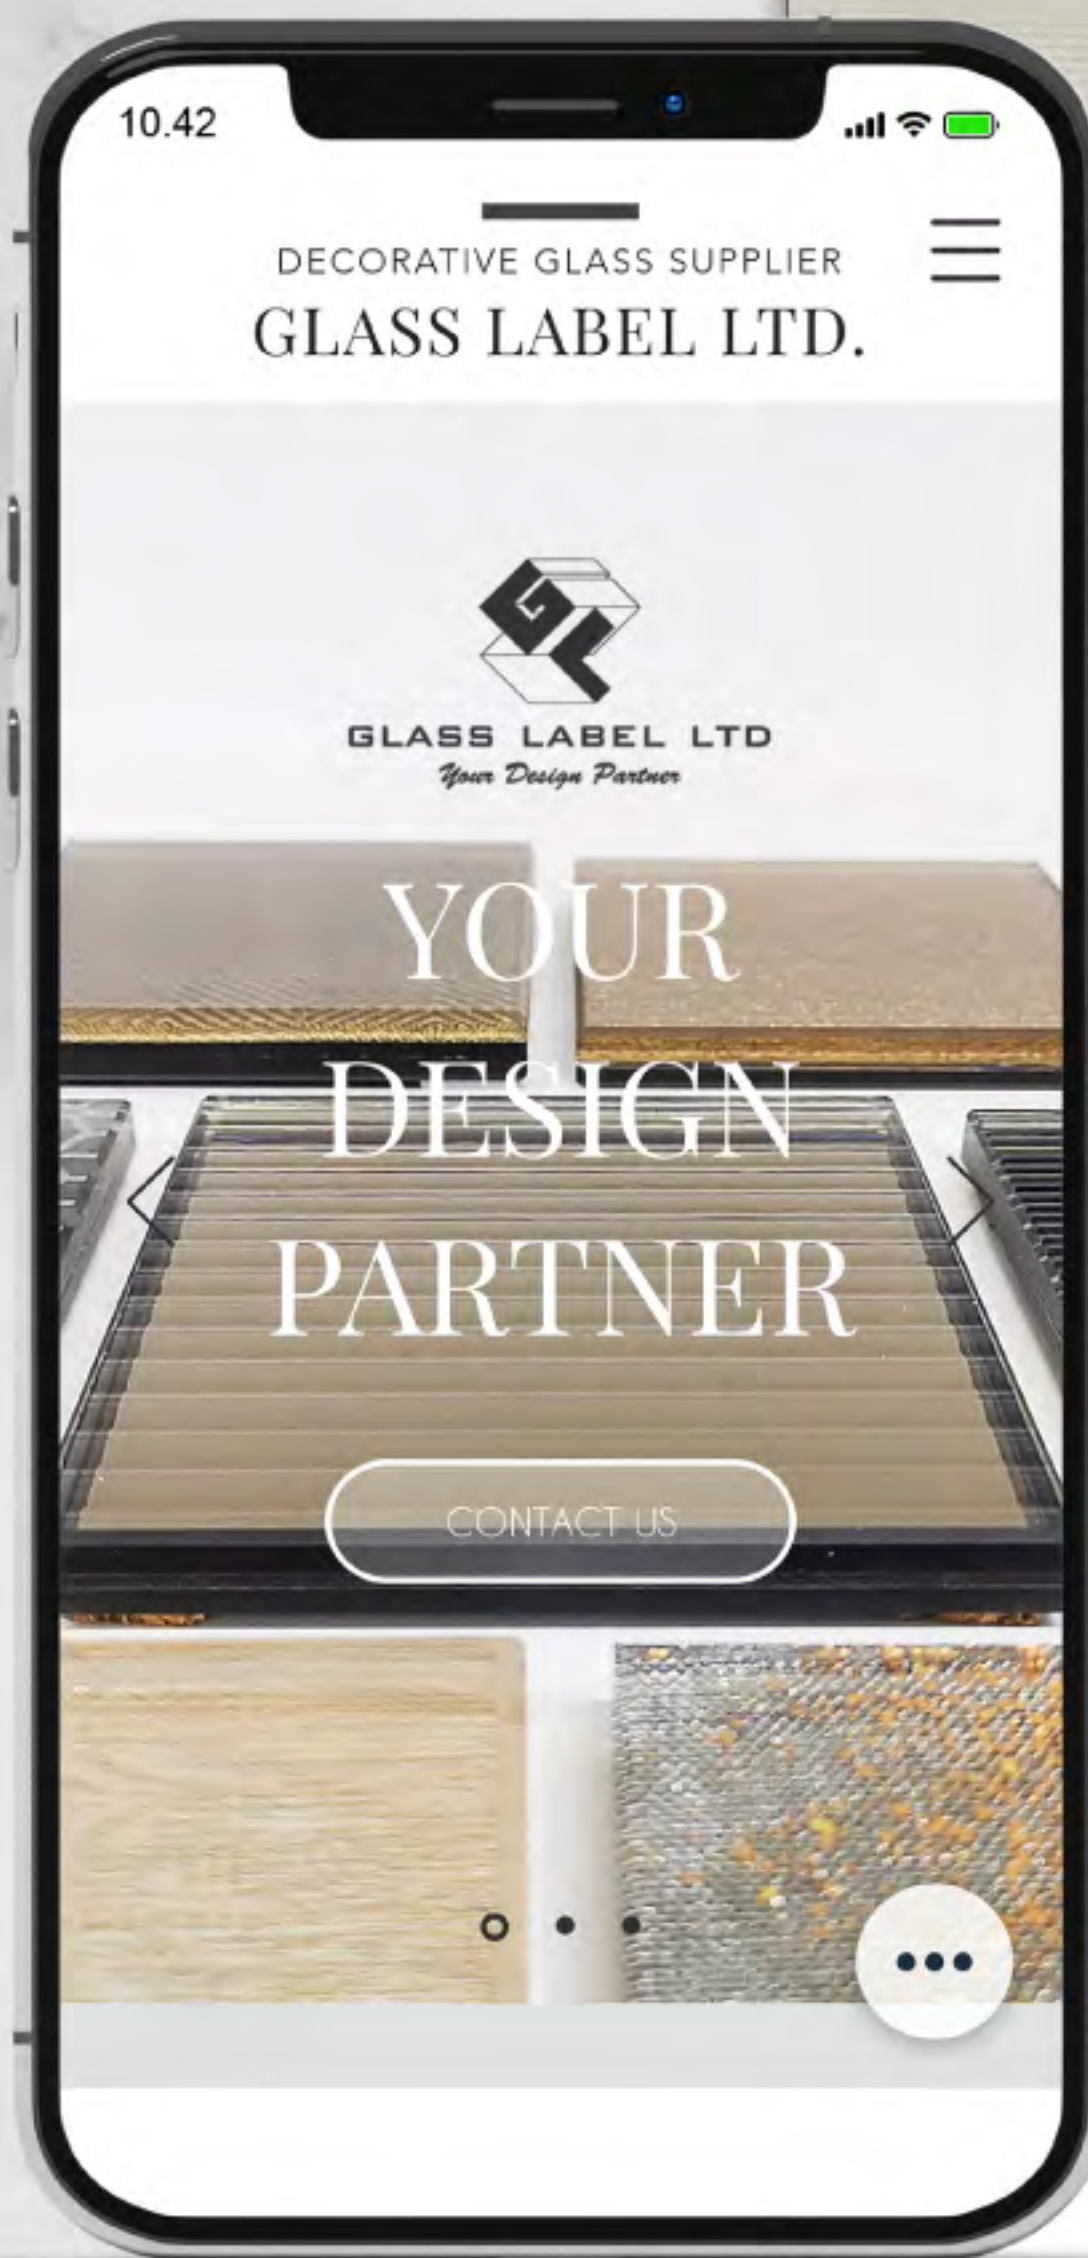 10.42
DECORATIVE GLASS SUPPLIER
GLASS LABEL LTD.
GL
GLASS LABEL LTD
Your Design Partner
YOUR
DESIGN
PARTNER
CONTACT US